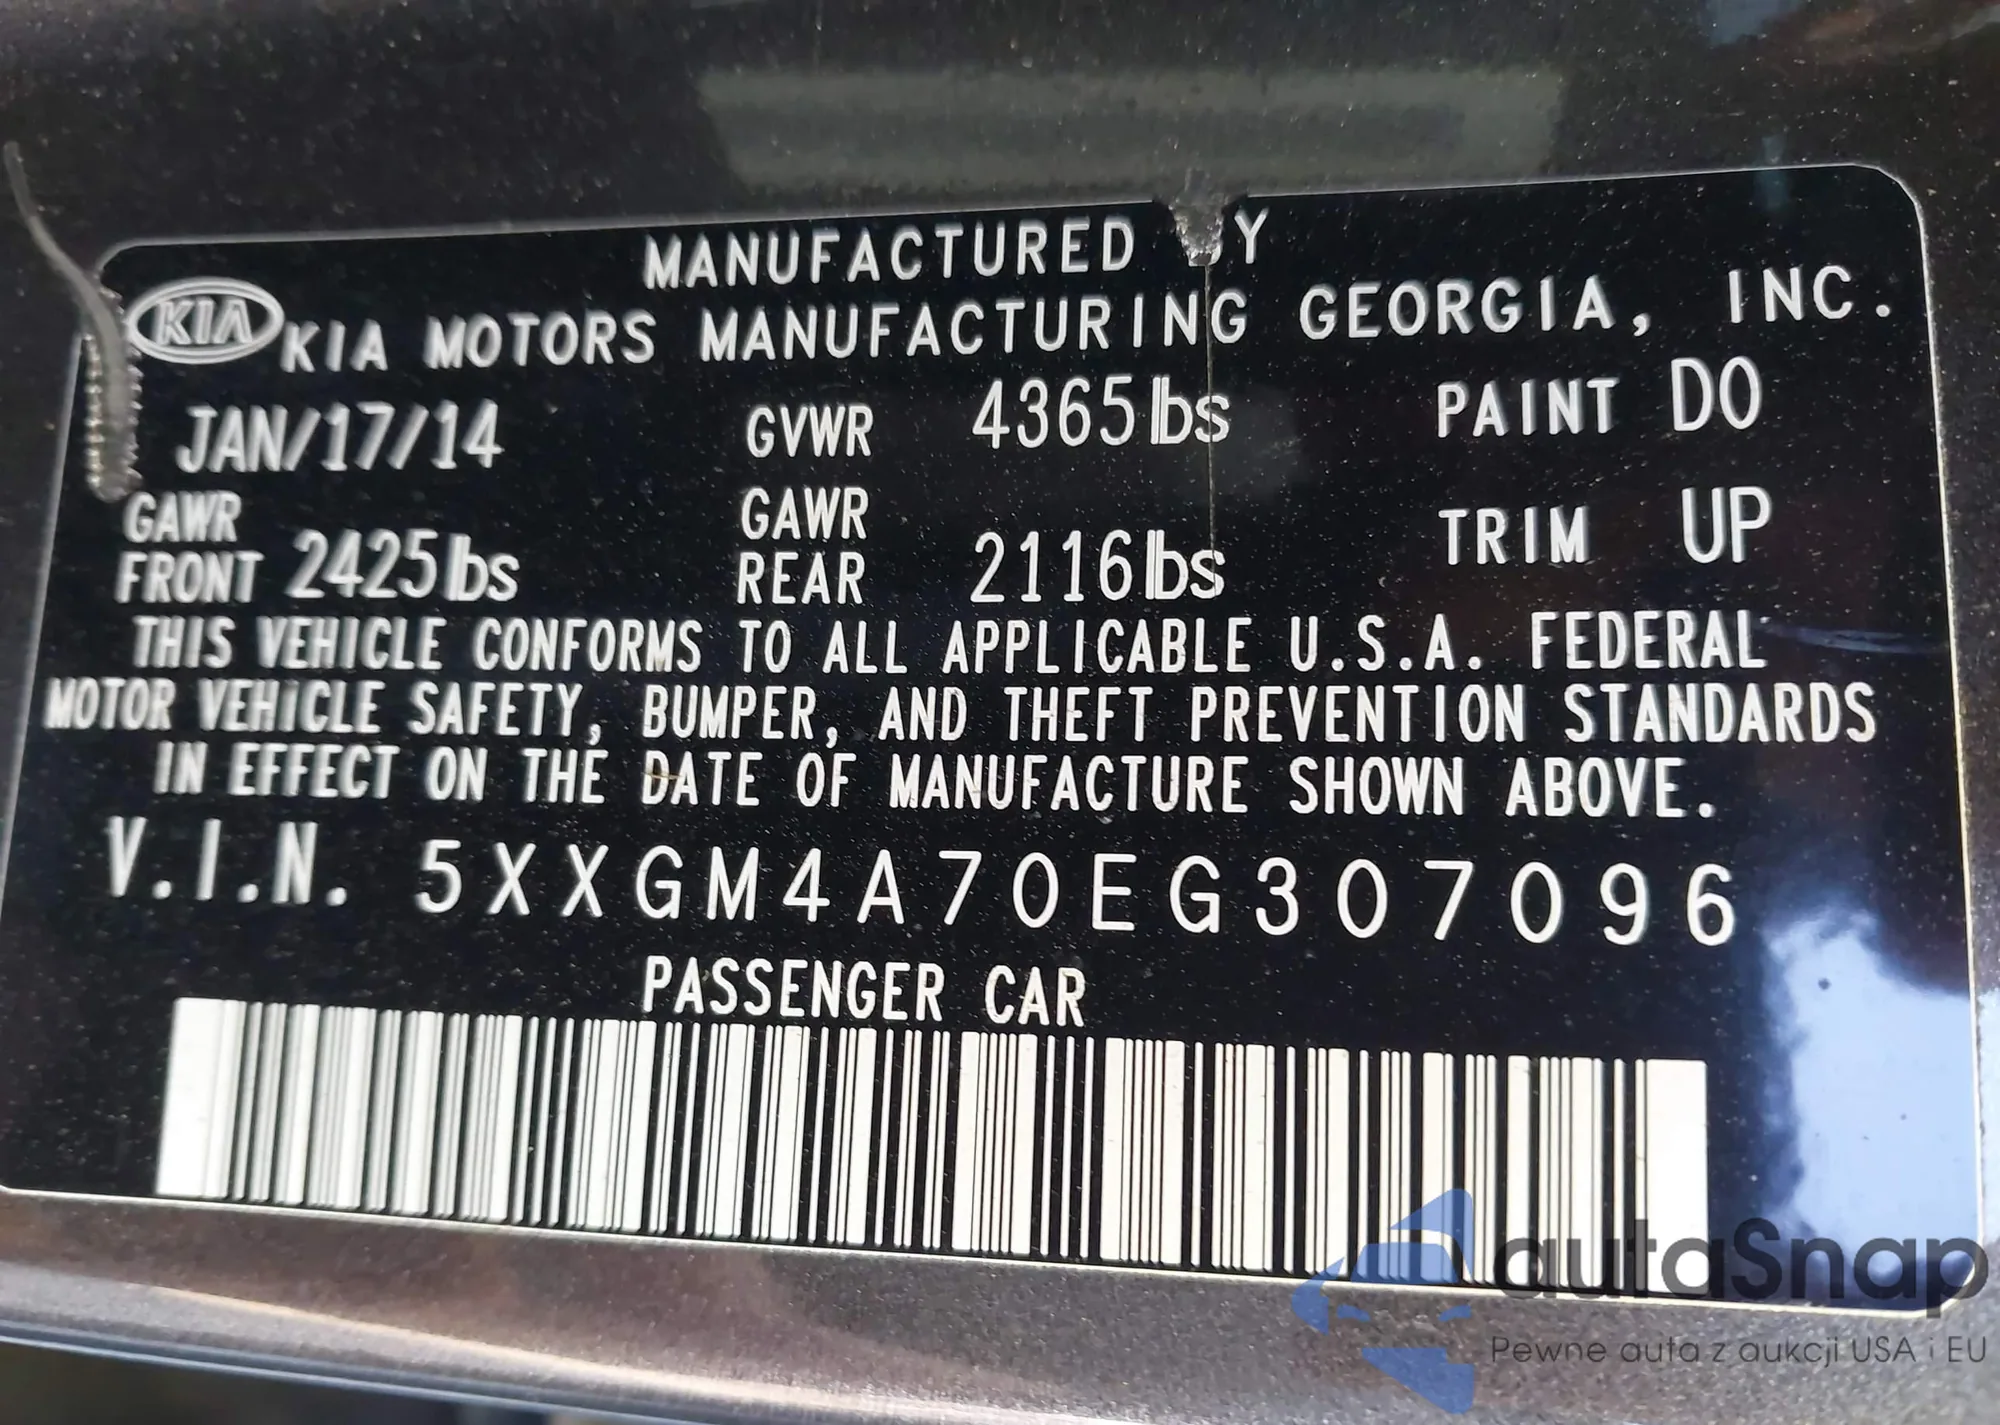 MANUFACTURED BY
KIA KIA MOTORS MANUFACTURING GEORGIA, INC.
JAN/17/14 GVWR 4365lbs PAINT D0
GAWR FRONT 2425lbs GAWR REAR 2116lbs TRIM UP
THIS VEHICLE CONFORMS TO ALL APPLICABLE U.S.A. FEDERAL
MOTOR VEHICLE SAFETY, BUMPER, AND THEFT PREVENTION STANDARDS
IN EFFECT ON THE DATE OF MANUFACTURE SHOWN ABOVE.
V.I.N. 5XXGM4A70EG307096
PASSENGER CAR
autaSnap
Pewne auta z aukcji USA i EU